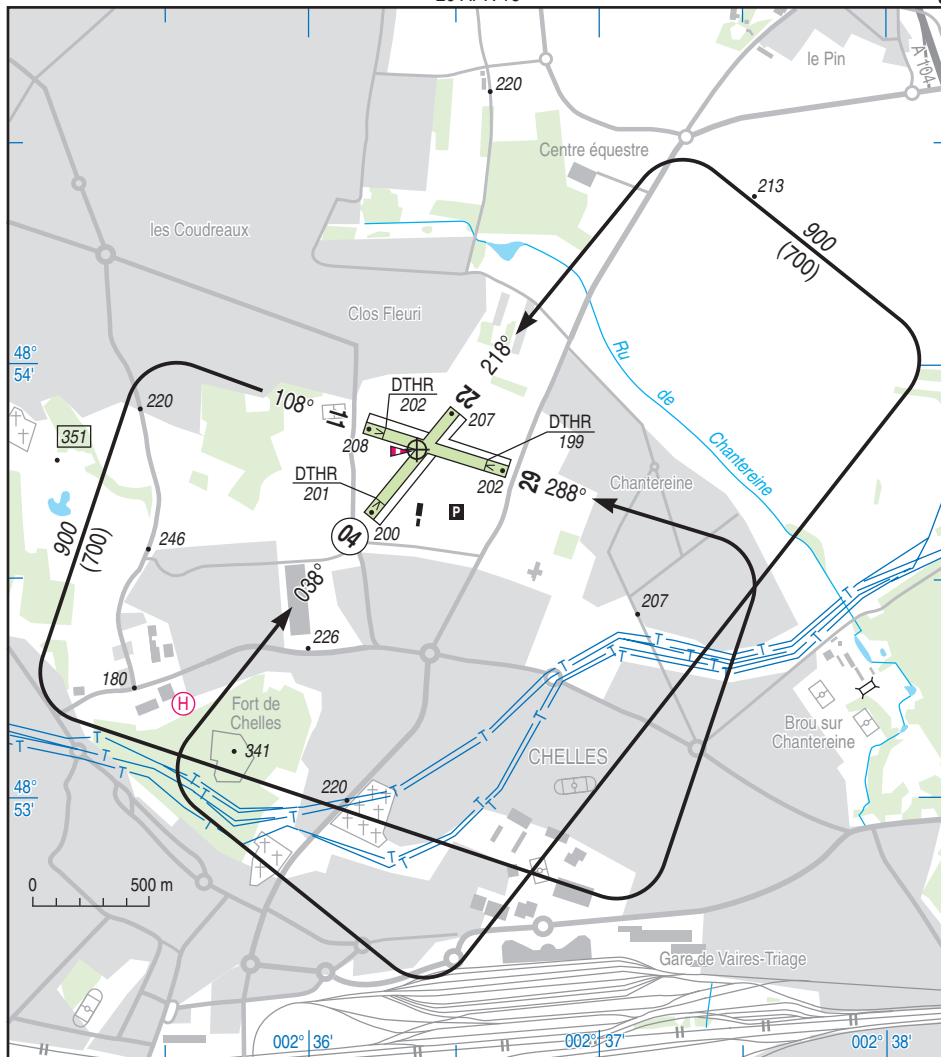 le Pin
A 104
220
Centre équestre
213
900
(700)
les Coudreaux
Clos Fleuri
218°
Ru
de
Chantereine
48°
54'
220
108°
11
DTHR
202
22
207
DTHR
199
208
351
202
29
288°
Chantereine
DTHR
201
200
P
04
900
(700)
246
038°
207
226
180
H
Fort de
Chelles
341
Brou sur
Chantereine
CHELLES
220
48°
53'
0
500 m
Gare de Vaires-Triage
002° 36'
002° 37'
002° 38'